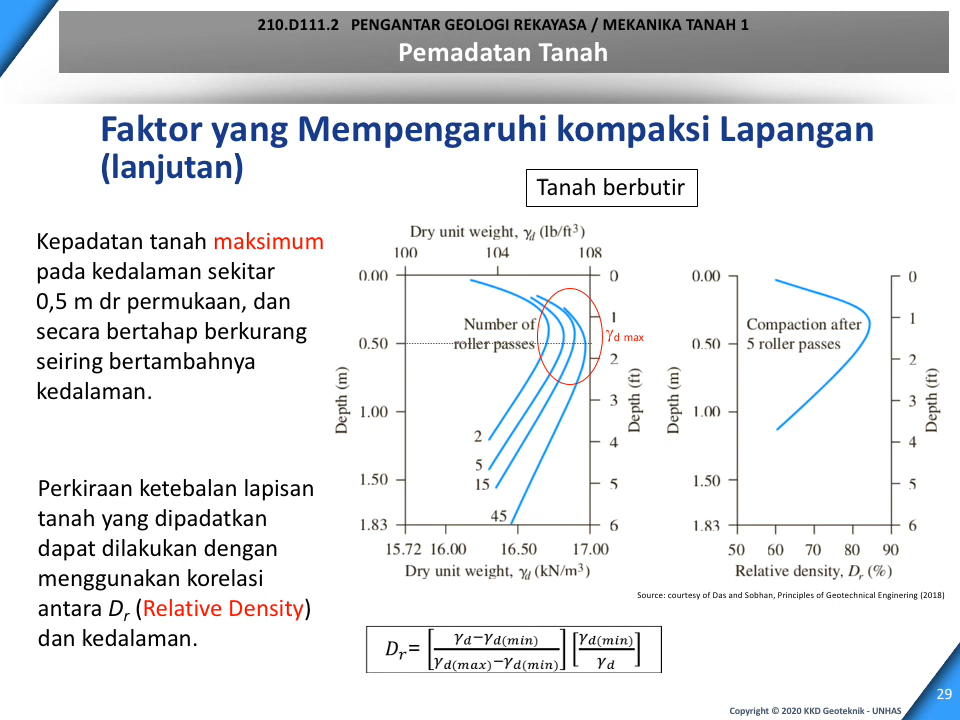 210.D111.2 PENGANTAR GEOLOGI REKAYASA / MEKANIKA TANAH 1
Pemadatan Tanah
Faktor yang Mempengaruhi kompaksi Lapangan
(lanjutan)
Tanah berbutir
Kepadatan tanah maksimum
pada kedalaman sekitar
0,5 m dr permukaan, dan
secara bertahap berkurang
seiring bertambahnya
kedalaman.
Perkiraan ketebalan lapisan
tanah yang dipadatkan
dapat dilakukan dengan
menggunakan korelasi
antara Dr (Relative Density)
dan kedalaman.
Dry unit weight, γd (lb/ft³)
100 104 108
0.00
0.50
1.00
1.50
1.83
Depth (m)
Number of
roller passes
γd max
2
5
15
45
0
1
2
3
4
5
6
Depth (ft)
15.72 16.00 16.50 17.00
Dry unit weight, γd (kN/m³)
0.00
0.50
1.00
1.50
1.83
Depth (m)
Compaction after
5 roller passes
0
1
2
3
4
5
6
Depth (ft)
50 60 70 80 90
Relative density, Dr (%)
Source: courtesy of Das and Sobhan, Principles of Geotechnical Enginering (2018)
Dr= [γd−γd(min) / γd(max)−γd(min)] [γd(min) / γd]
29
Copyright © 2020 KKD Geoteknik - UNHAS